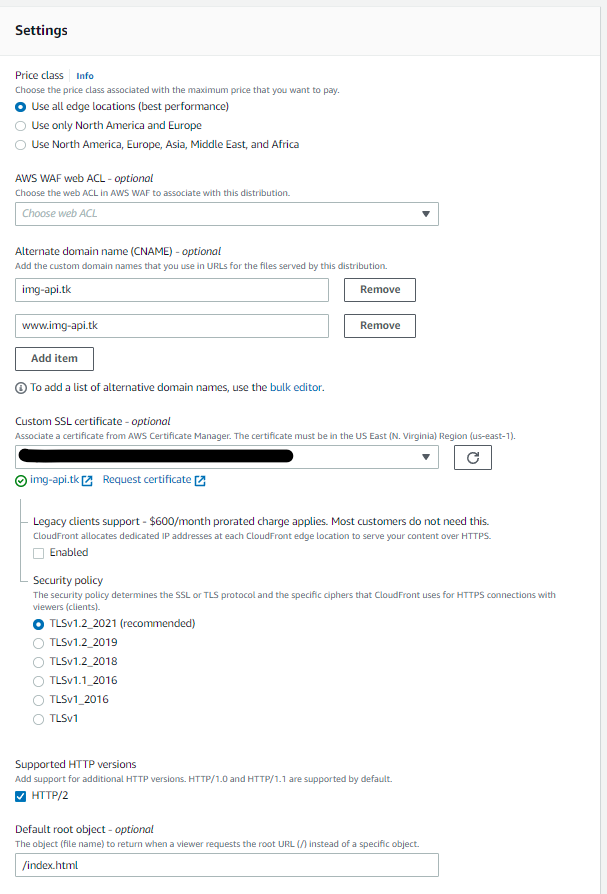 Settings
Price class Info
Choose the price class associated with the maximum price that you want to pay.
Use all edge locations (best performance)
Use only North America and Europe
Use North America, Europe, Asia, Middle East, and Africa
AWS WAF web ACL - optional
Choose the web ACL in AWS WAF to associate with this distribution.
Choose web ACL
Alternate domain name (CNAME) - optional
Add the custom domain names that you use in URLs for the files served by this distribution.
img-api.tk Remove
www.img-api.tk Remove
Add item
To add a list of alternative domain names, use the bulk editor.
Custom SSL certificate - optional
Associate a certificate from AWS Certificate Manager. The certificate must be in the US East (N. Virginia) Region (us-east-1).
img-api.tk Request certificate
Legacy clients support - $600/month prorated charge applies. Most customers do not need this.
CloudFront allocates dedicated IP addresses at each CloudFront edge location to serve your content over HTTPS.
Enabled
Security policy
The security policy determines the SSL or TLS protocol and the specific ciphers that CloudFront uses for HTTPS connections with
viewers (clients).
TLSv1.2_2021 (recommended)
TLSv1.2_2019
TLSv1.2_2018
TLSv1.1_2016
TLSv1_2016
TLSv1
Supported HTTP versions
Add support for additional HTTP versions. HTTP/1.0 and HTTP/1.1 are supported by default.
HTTP/2
Default root object - optional
The object (file name) to return when a viewer requests the root URL (/) instead of a specific object.
/index.html